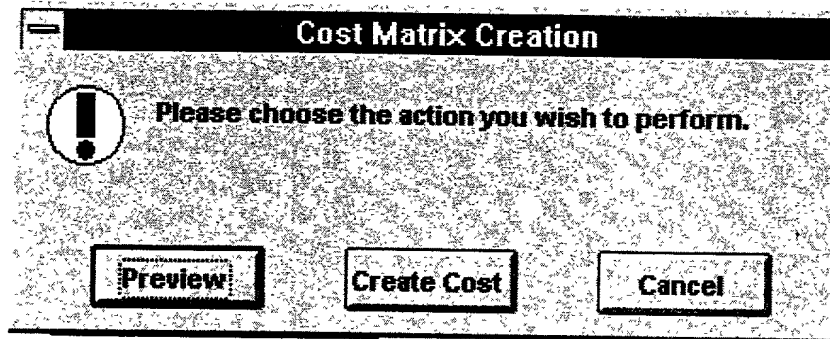 Cost Matrix Creation
Please choose the action you wish to perform.
Preview Create Cost Cancel